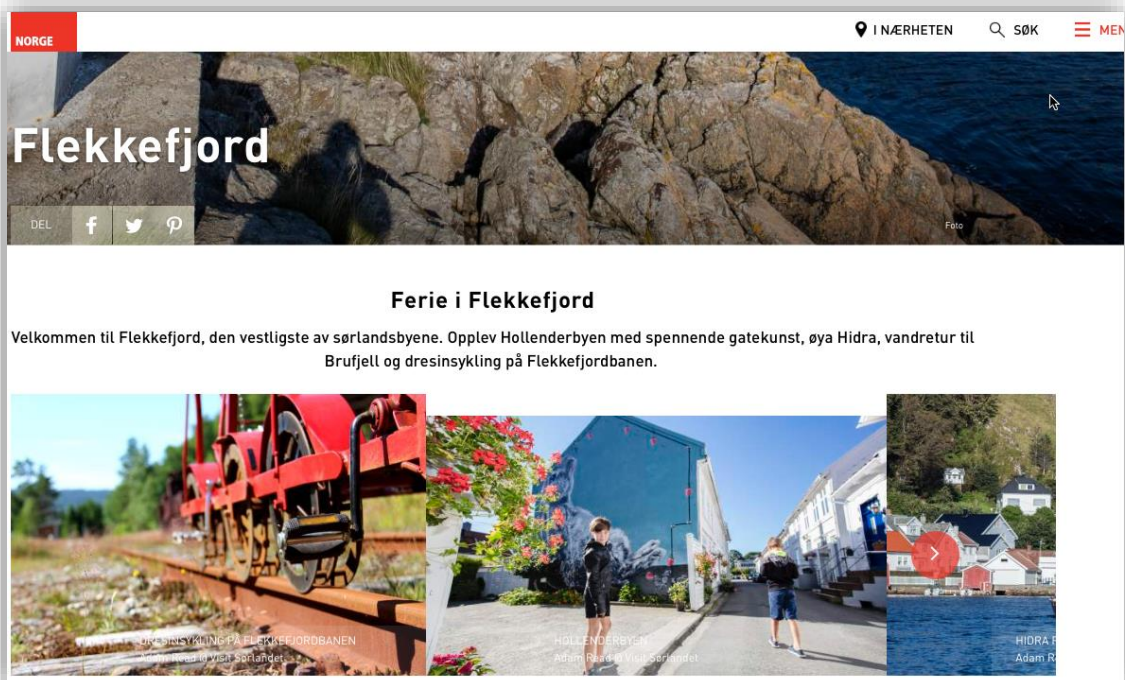 NORGE
I NÆRHETEN
SØK
MEN
Flekkefjord
DEL
Foto
Ferie i Flekkefjord
Velkommen til Flekkefjord, den vestligste av sørlandsbyene. Opplev Hollenderbyen med spennende gatekunst, øya Hidra, vandretur til
Brufjell og dresinsykling på Flekkefjordbanen.
DRESINSYKLING PÅ FLEKKEFJORDBANEN
Adam Read @ Visit Sørlandet
HOLLENDERBYEN
Adam Read @ Visit Sørlandet
HIDRA F
Adam R